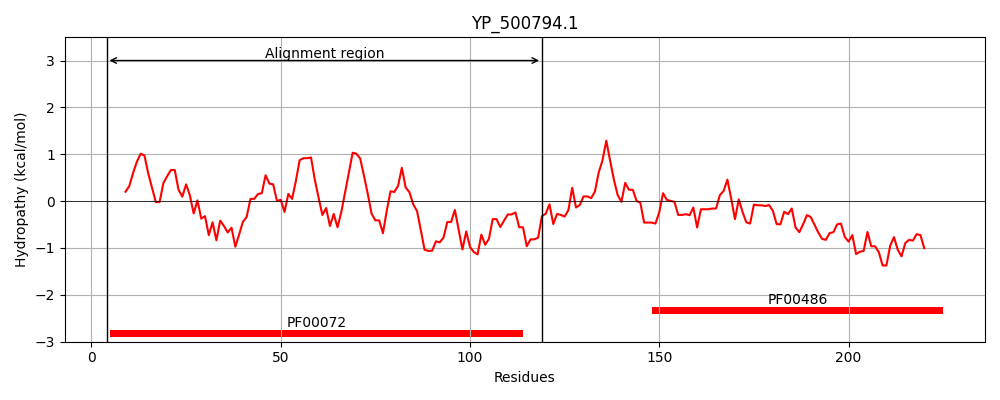 YP_500794.1
Alignment region
3
2
1
0
−1
−2
−3
Hydropathy (kcal/mol)
PF00486
PF00072
0
50
100
150
200
Residues